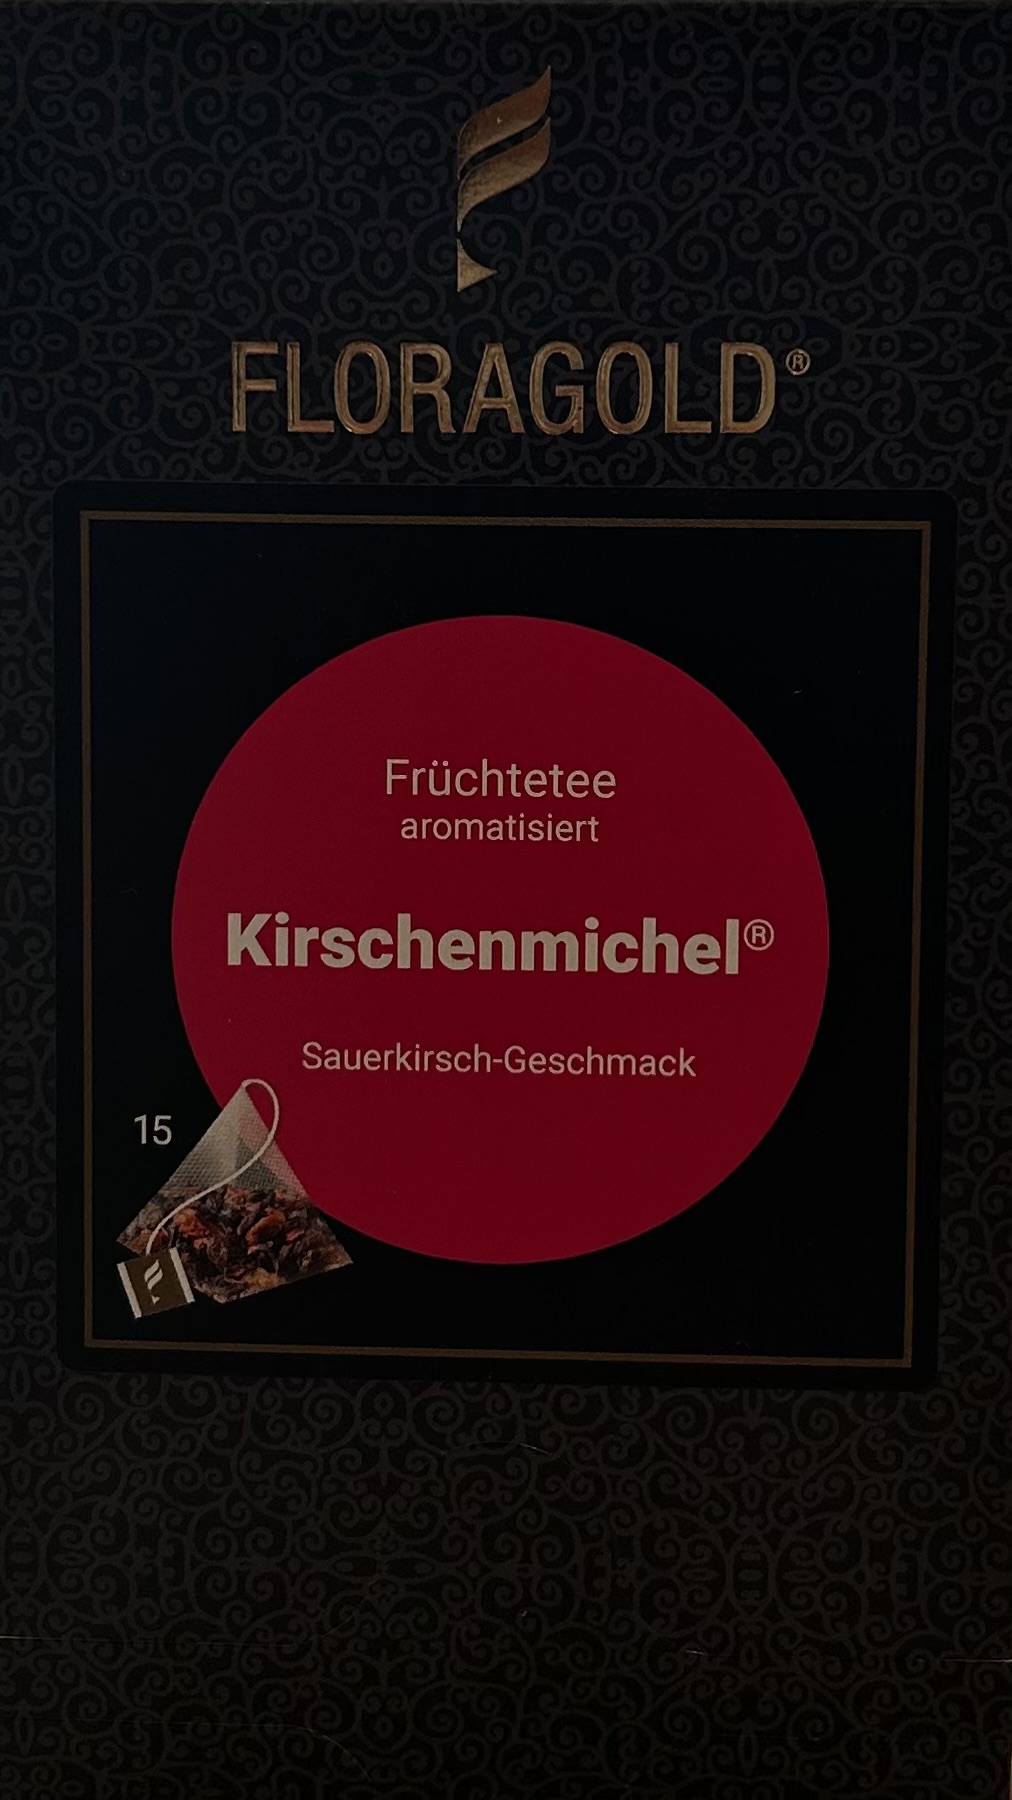 FLORAGOLD®
Früchtetee
aromatisiert
Kirschenmichel®
Sauerkirsch-Geschmack
15